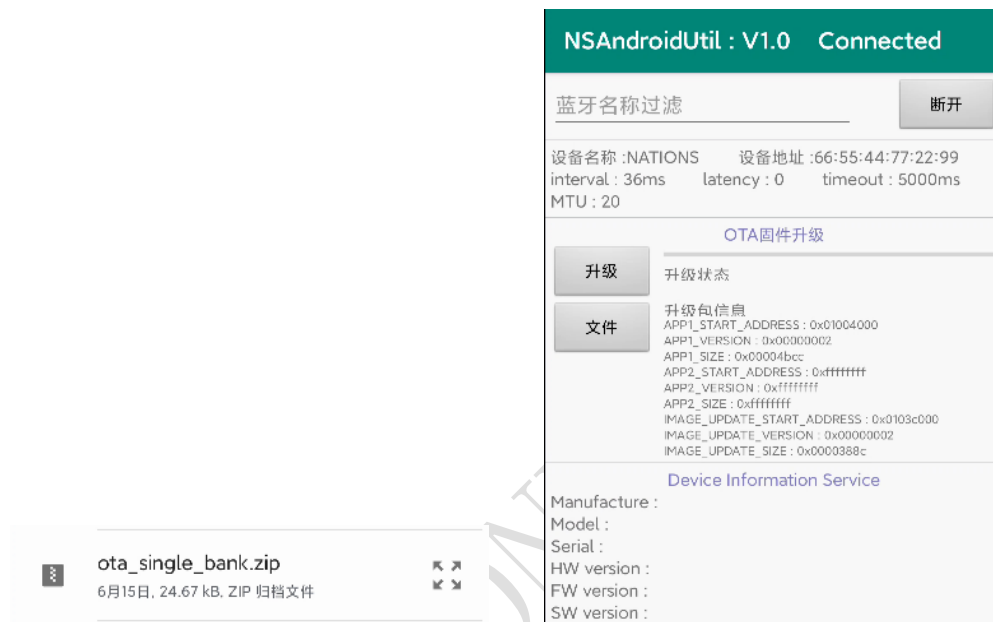 ota_single_bank.zip
6月15日, 24.67 kB, ZIP 归档文件
NSAndroidUtil : V1.0 Connected
蓝牙名称过滤
断开
设备名称 :NATIONS 设备地址 :66:55:44:77:22:99
interval : 36ms latency : 0 timeout : 5000ms
MTU : 20
OTA固件升级
升级
升级状态
文件
升级包信息
APP1_START_ADDRESS : 0x01004000
APP1_VERSION : 0x00000002
APP1_SIZE : 0x00004bcc
APP2_START_ADDRESS : 0xffffffff
APP2_VERSION : 0xffffffff
APP2_SIZE : 0xffffffff
IMAGE_UPDATE_START_ADDRESS : 0x0103c000
IMAGE_UPDATE_VERSION : 0x00000002
IMAGE_UPDATE_SIZE : 0x0000388c
Device Information Service
Manufacture :
Model :
Serial :
HW version :
FW version :
SW version :